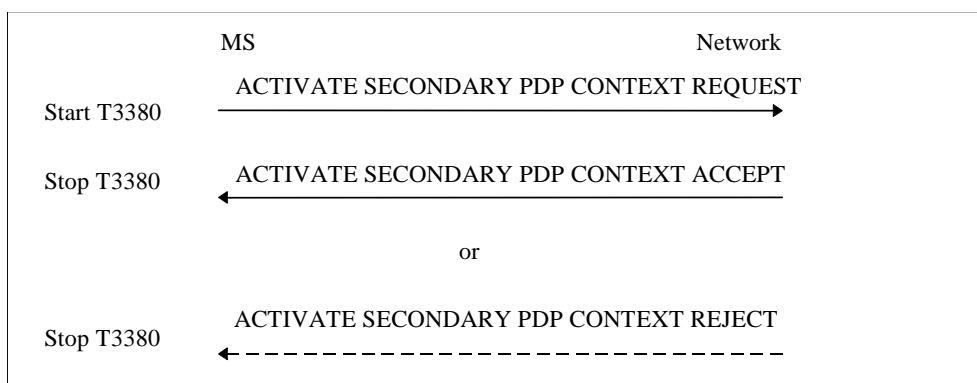 MS Network
ACTIVATE SECONDARY PDP CONTEXT REQUEST
Start T3380
ACTIVATE SECONDARY PDP CONTEXT ACCEPT
Stop T3380
or
ACTIVATE SECONDARY PDP CONTEXT REJECT
Stop T3380